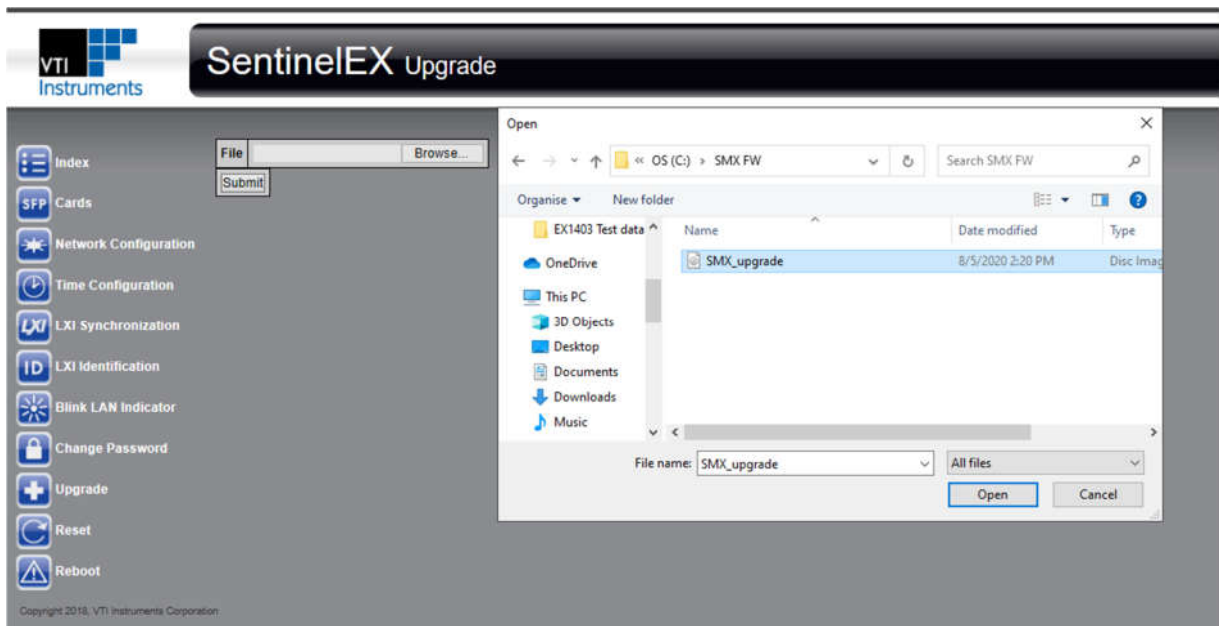 VTI
Instruments
SentinelEX Upgrade
Index
SFP Cards
Network Configuration
Time Configuration
LXI LXI Synchronization
ID LXI Identification
Blink LAN Indicator
Change Password
Upgrade
Reset
Reboot
Copyright 2018, VTI Instruments Corporation
File Browse...
Submit
Open
« OS (C:) › SMX FW
Search SMX FW
Organise New folder
EX1403 Test data
OneDrive
This PC
3D Objects
Desktop
Documents
Downloads
Music
Name Date modified Type
SMX_upgrade 8/5/2020 2:20 PM Disc Imag
File name: SMX_upgrade All files
Open Cancel